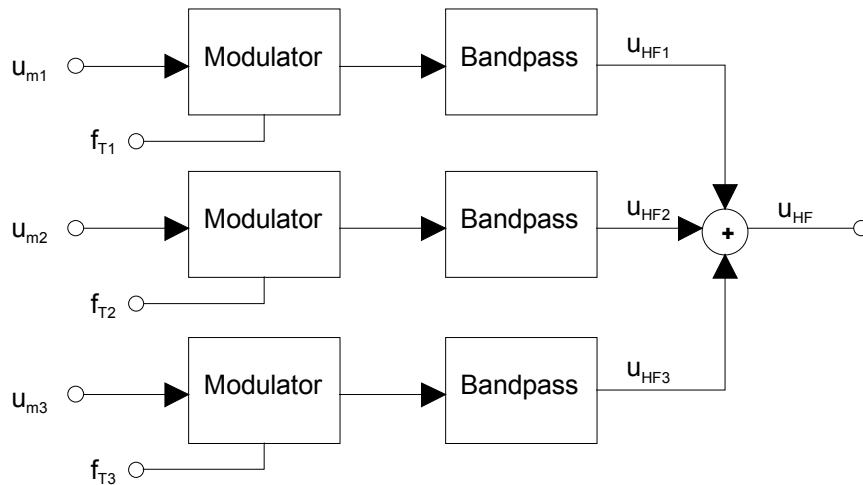 u_m1
Modulator
Bandpass
u_HF1
f_T1
u_m2
Modulator
Bandpass
u_HF2
+
u_HF
f_T2
u_m3
Modulator
Bandpass
u_HF3
f_T3